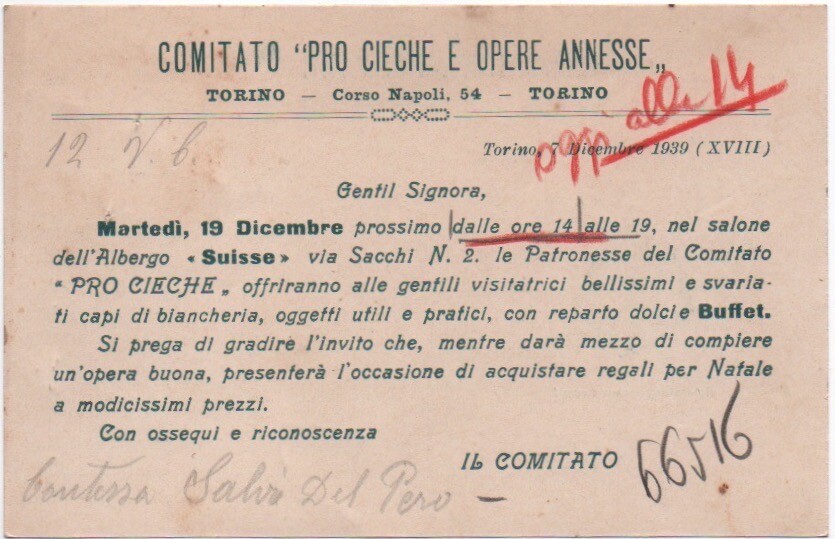 COMITATO "PRO CIECHE E OPERE ANNESSE„
TORINO — Corso Napoli, 54 — TORINO
oggi alle 14
12 V. 6
Torino, 7 Dicembre 1939 (XVIII)
Gentil Signora,
Martedì, 19 Dicembre prossimo dalle ore 14 alle 19, nel salone
dell'Albergo « Suisse » via Sacchi N. 2. le Patronesse del Comitato
" PRO CIECHE „ offriranno alle gentili visitatrici bellissimi e svaria-
ti capi di biancheria, oggetti utili e pratici, con reparto dolci e Buffet.
Si prega di gradire l'invito che, mentre darà mezzo di compiere
un'opera buona, presenterà l'occasione di acquistare regali per Natale
a modicissimi prezzi.
Con ossequi e riconoscenza
IL COMITATO
66516
Contessa Salvi Del Pero —